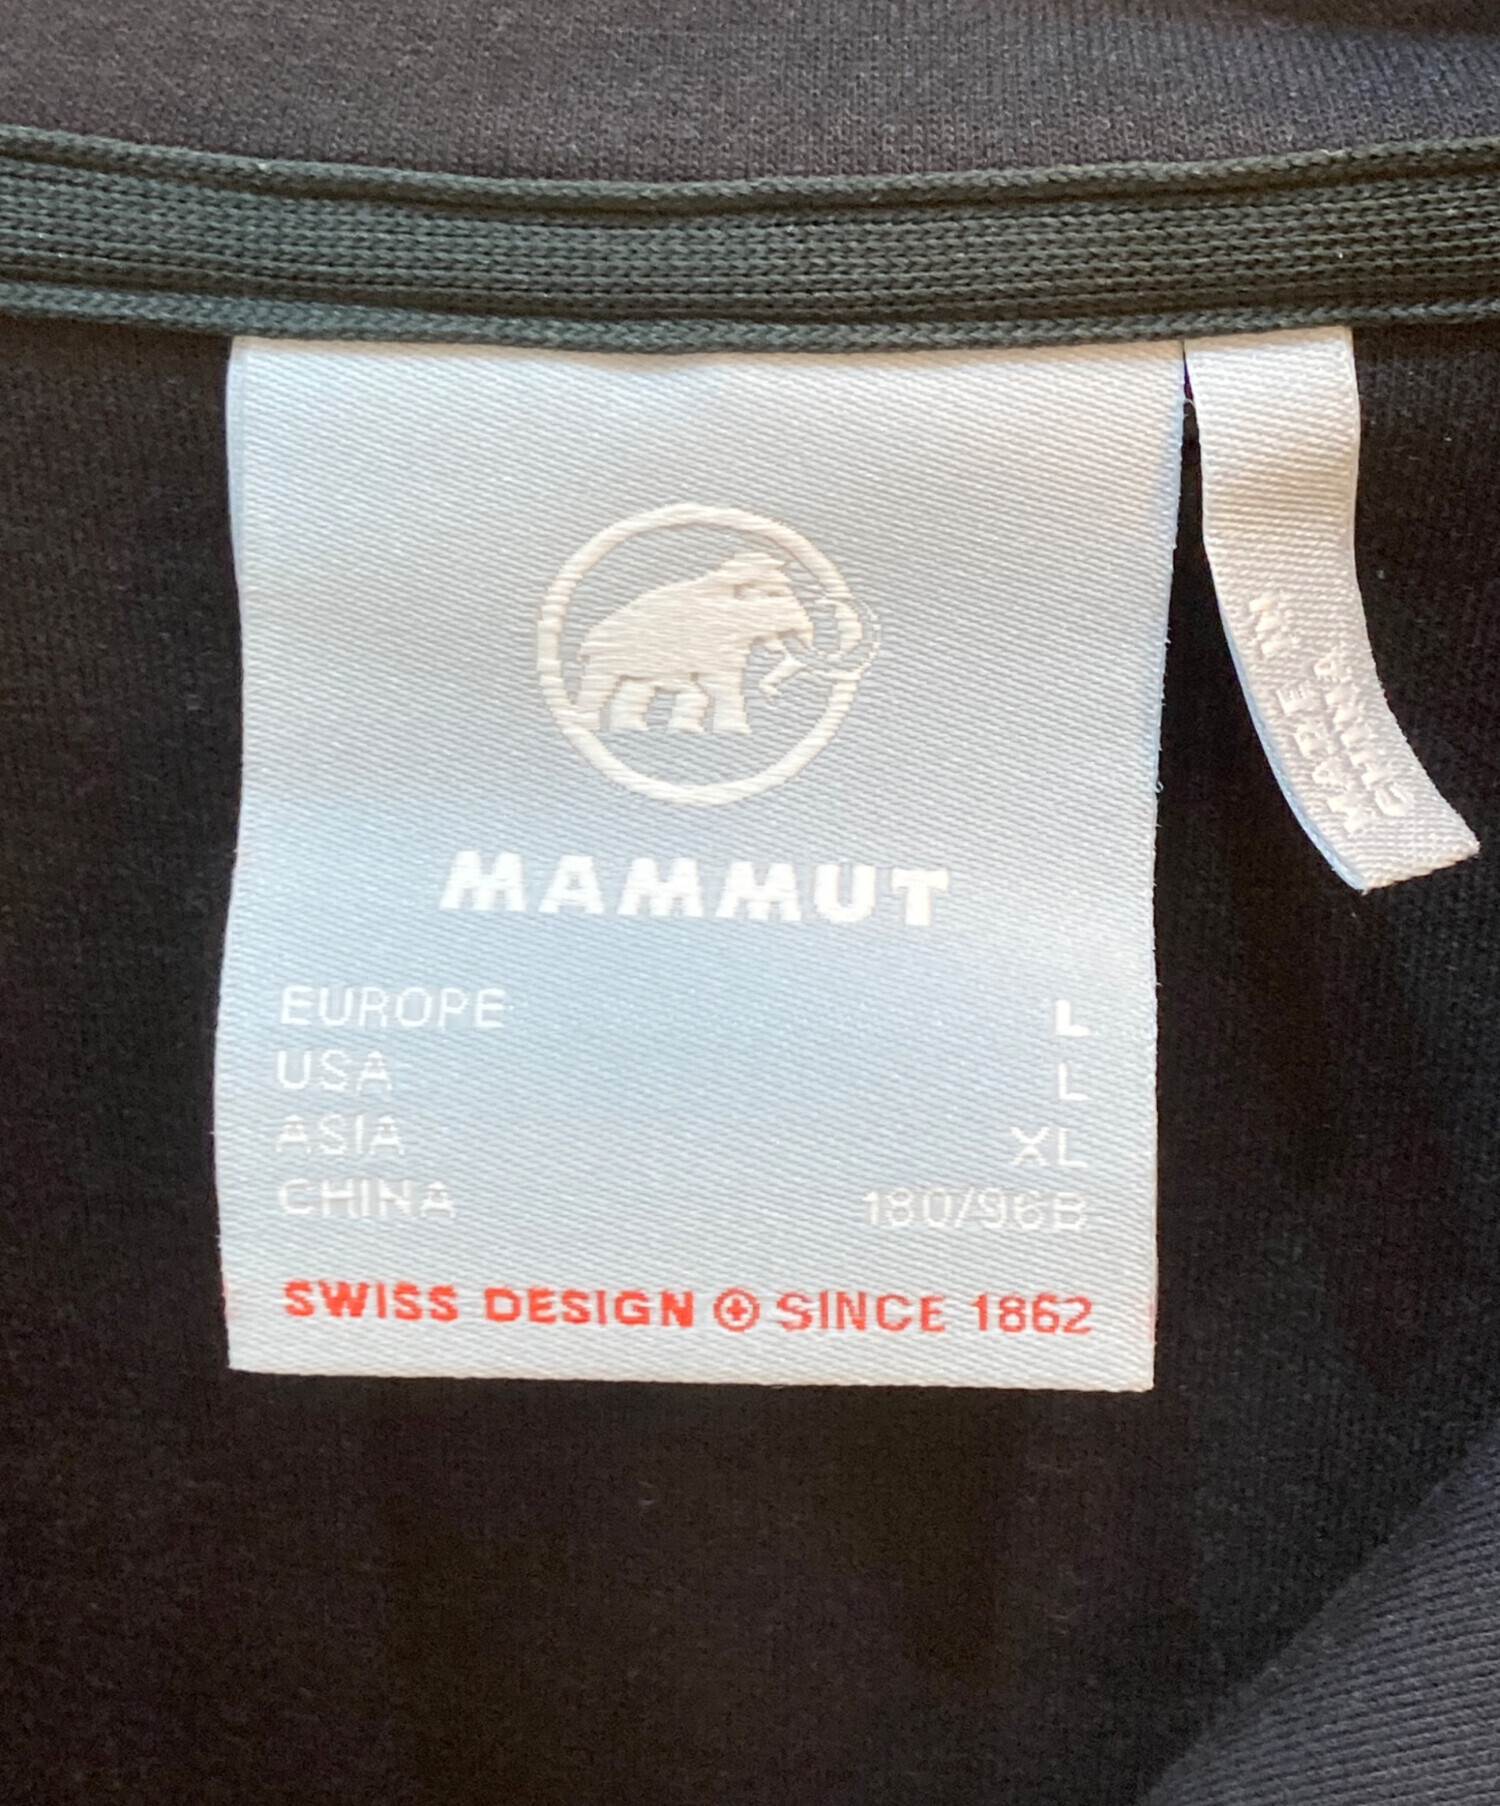 MAMMUT
EUROPE L
USA L
ASIA XL
CHINA 180/96B
SWISS DESIGN SINCE 1862
MADE IN
CHINA